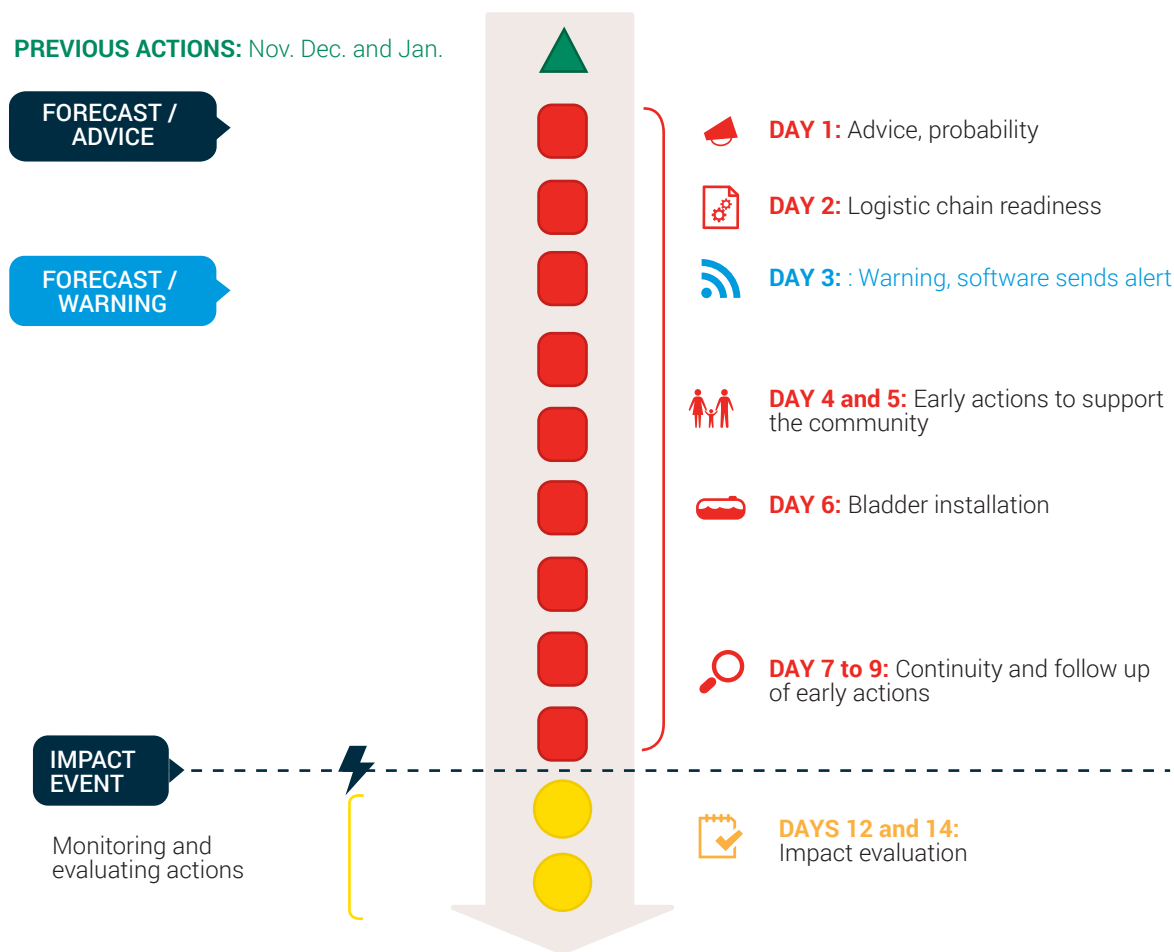 PREVIOUS ACTIONS: Nov. Dec. and Jan.
FORECAST /
ADVICE
DAY 1: Advice, probability
DAY 2: Logistic chain readiness
FORECAST /
WARNING
DAY 3: : Warning, software sends alert
DAY 4 and 5: Early actions to support
the community
DAY 6: Bladder installation
DAY 7 to 9: Continuity and follow up
of early actions
IMPACT
EVENT
Monitoring and
evaluating actions
DAYS 12 and 14:
Impact evaluation